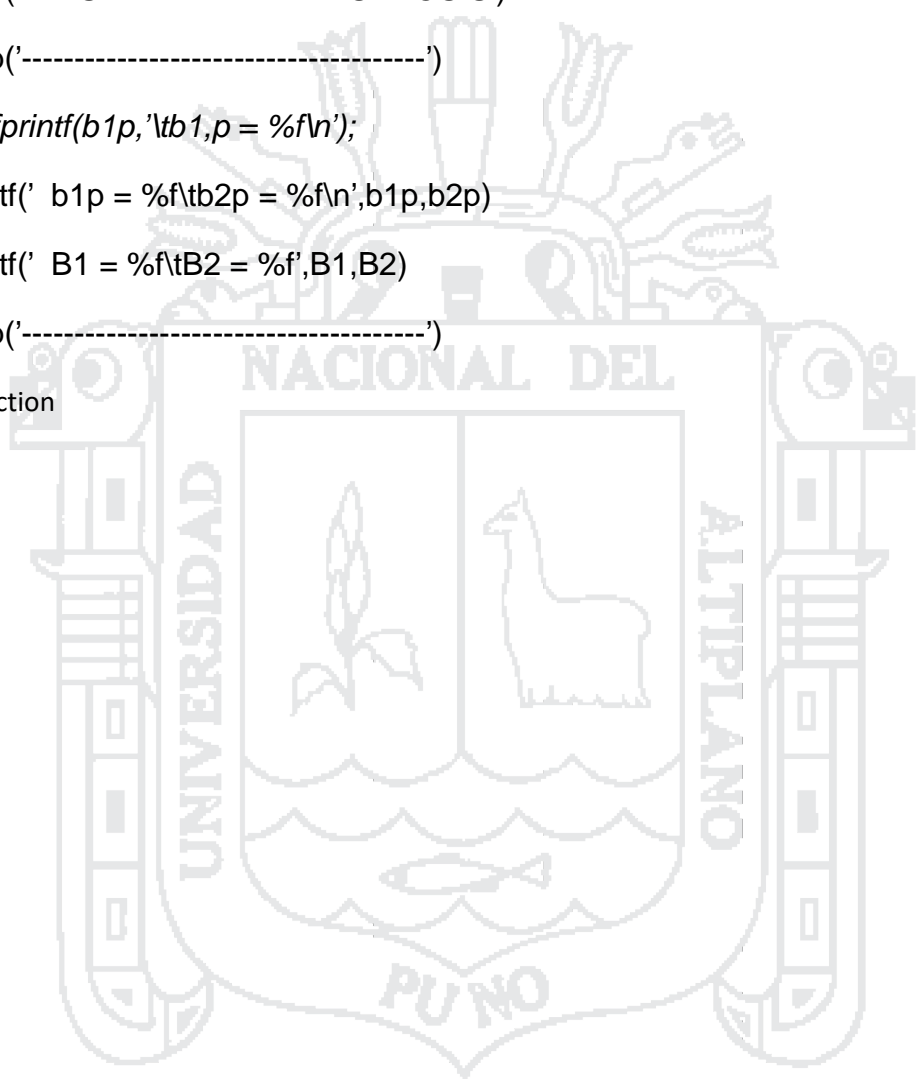 p('---------------------------------------')
fprintf(b1p,'\tb1,p = %f\n');
tf(' b1p = %f\tb2p = %f\n',b1p,b2p)
tf(' B1 = %f\tB2 = %f',B1,B2)
p('---------------------------------------')
ction
NACIONAL DEL
UNIVERSIDAD
ALTIPLANO
PUNO